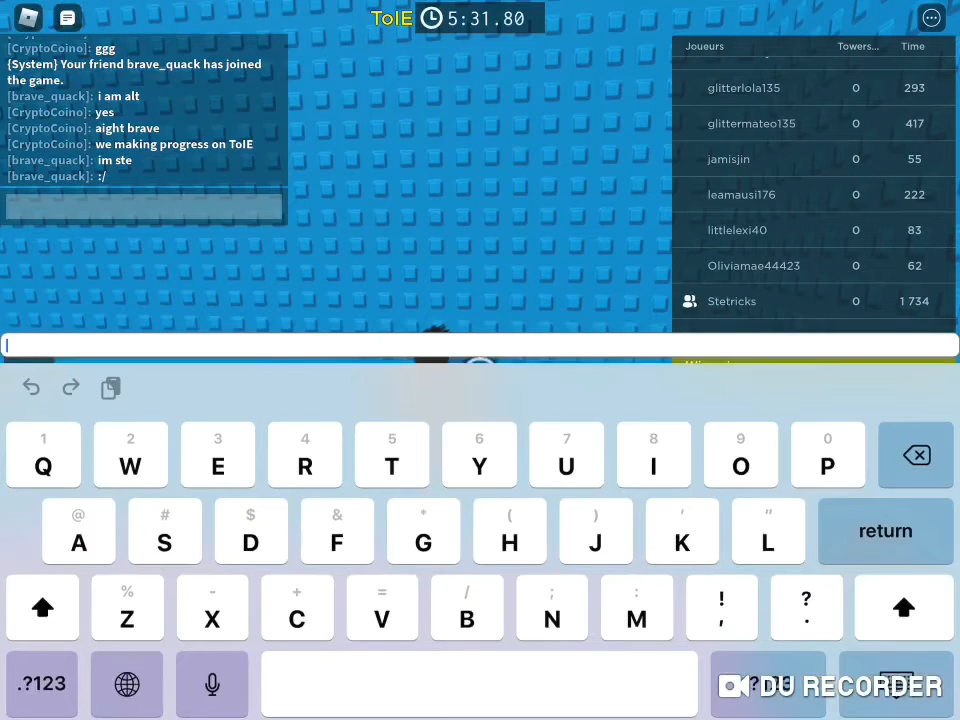 ToIE 5:31.80
[CryptoCoino]: ggg
{System} Your friend brave_quack has joined
the game.
[brave_quack]: i am alt
[CryptoCoino]: yes
[CryptoCoino]: aight brave
[CryptoCoino]: we making progress on ToIE
[brave_quack]: im ste
[brave_quack]: :/
Joueurs Towers... Time
glitterlola135 0 293
glittermateo135 0 417
jamisjin 0 55
leamausi176 0 222
littlelexi40 0 83
Oliviamae44423 0 62
Stetricks 0 1 734
1 2 3 4 5 6 7 8 9 0
Q W E R T Y U I O P
@ # $ & * ( ) ' "
A S D F G H J K L return
% - + = / ; : ! ?
Z X C V B N M , .
.?123 .?123
DU RECORDER